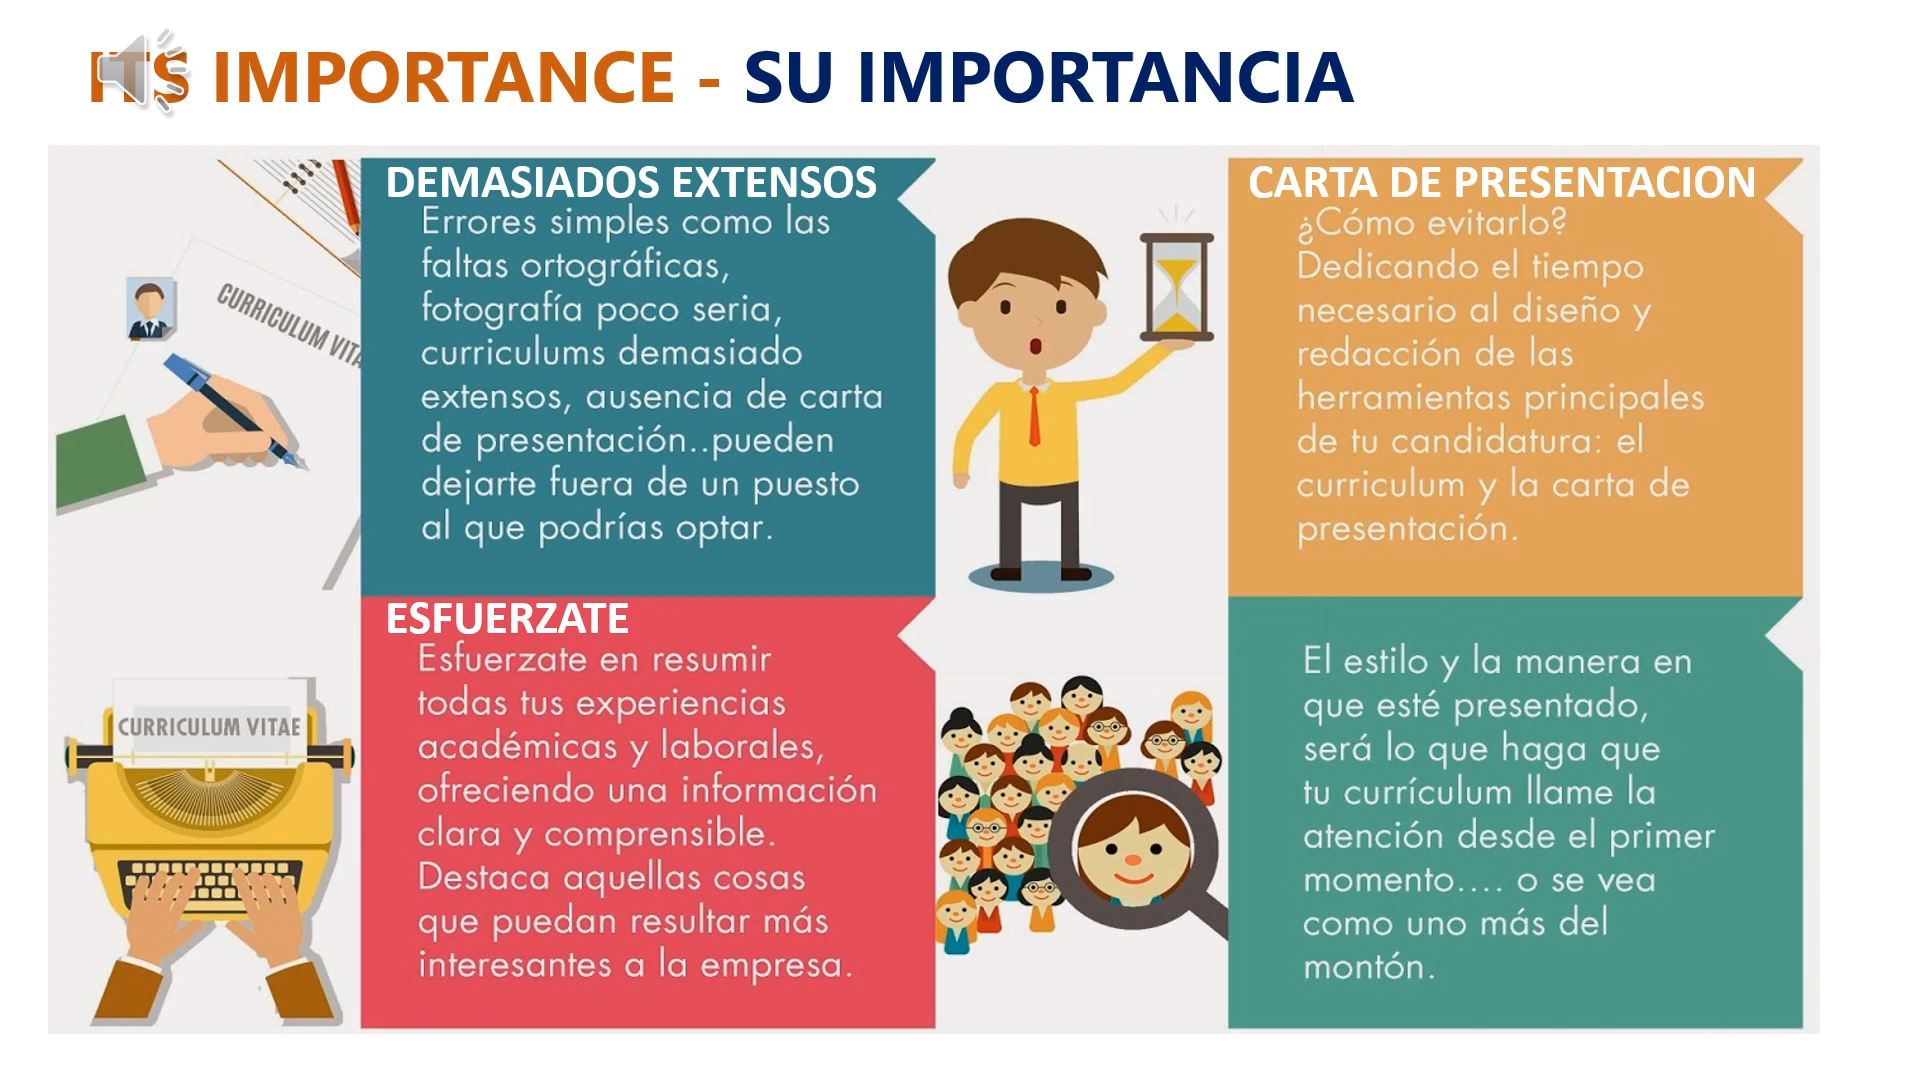 ITS IMPORTANCE - SU IMPORTANCIA
CURRICULUM VITA
DEMASIADOS EXTENSOS
Errores simples como las
faltas ortográficas,
fotografía poco seria,
curriculums demasiado
extensos, ausencia de carta
de presentación..pueden
dejarte fuera de un puesto
al que podrías optar.
CARTA DE PRESENTACION
¿Cómo evitarlo?
Dedicando el tiempo
necesario al diseño y
redacción de las
herramientas principales
de tu candidatura: el
curriculum y la carta de
presentación.
CURRICULUM VITAE
ESFUERZATE
Esfuerzate en resumir
todas tus experiencias
académicas y laborales,
ofreciendo una información
clara y comprensible.
Destaca aquellas cosas
que puedan resultar más
interesantes a la empresa.
El estilo y la manera en
que esté presentado,
será lo que haga que
tu currículum llame la
atención desde el primer
momento.... o se vea
como uno más del
montón.